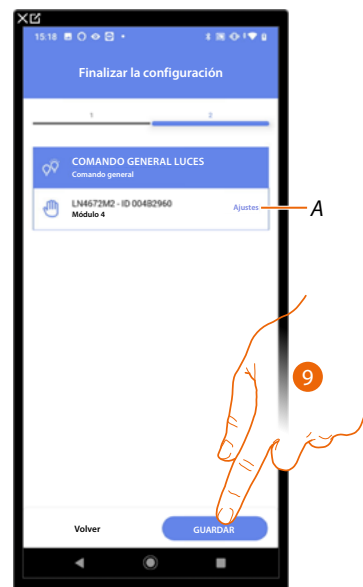 15:18
Finalizar la configuración
1 2
COMANDO GENERAL LUCES
Comando general
LN4672M2 - ID 004B2960
Módulo 4
Ajustes
A
9
Volver
GUARDAR